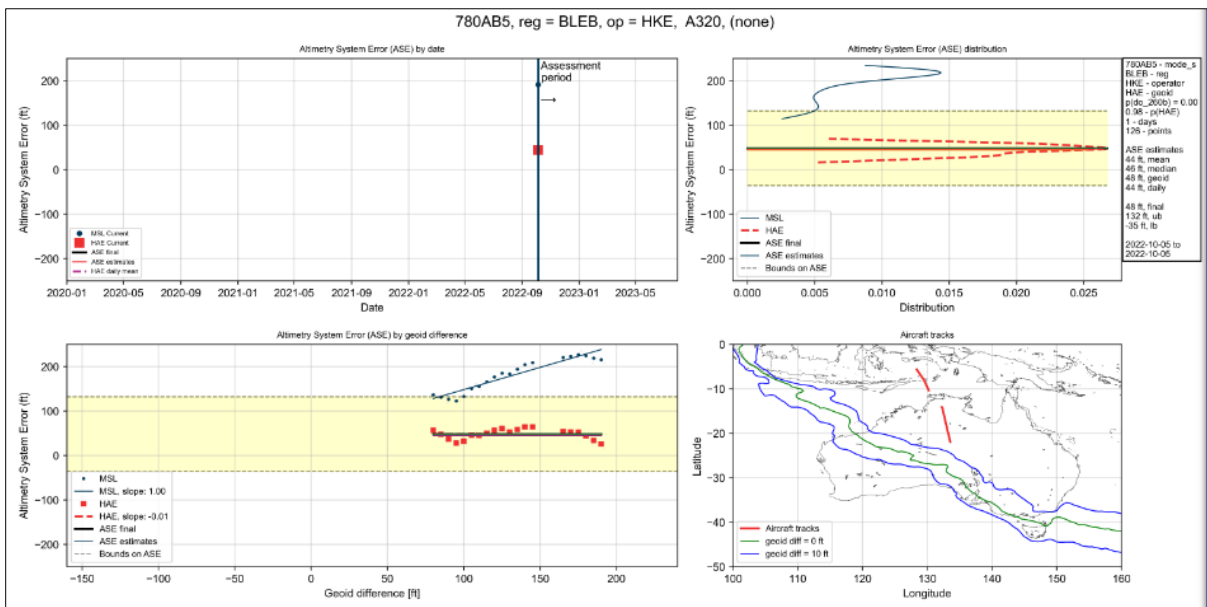 780AB5, reg = BLEB, op = HKE,  A320, (none)
Altimetry System Error (ASE) by date
Altimetry System Error (ft)
200
100
0
−100
−200
Assessment
period
MSL Current
HAE Current
ASE final
ASE estimates
HAE daily mean
2020-01 2020-05 2020-09 2021-01 2021-05 2021-09 2022-01 2022-05 2022-09 2023-01 2023-05
Date
Altimetry System Error (ASE) distribution
Altimetry System Error (ft)
200
100
0
−100
−200
MSL
HAE
ASE final
ASE estimates
Bounds on ASE
0.000 0.005 0.010 0.015 0.020 0.025
Distribution
780AB5 - mode_s
BLEB - reg
HKE - operator
HAE - geoid
p(do_260b) = 0.00
0.98 - p(HAE)
1 - days
126 - points
ASE estimates
44 ft, mean
46 ft, median
48 ft, geoid
44 ft, daily
48 ft, final
132 ft, ub
-35 ft, lb
2022-10-05 to
2022-10-05
Altimetry System Error (ASE) by geoid difference
Altimetry System Error (ft)
200
100
0
−100
−200
MSL
MSL, slope: 1.00
HAE
HAE, slope: -0.01
ASE final
ASE estimates
Bounds on ASE
−150 −100 −50 0 50 100 150 200
Geoid difference [ft]
Aircraft tracks
Latitude
0
−10
−20
−30
−40
−50
Aircraft tracks
geoid diff = 0 ft
geoid diff = 10 ft
100 110 120 130 140 150 160
Longitude